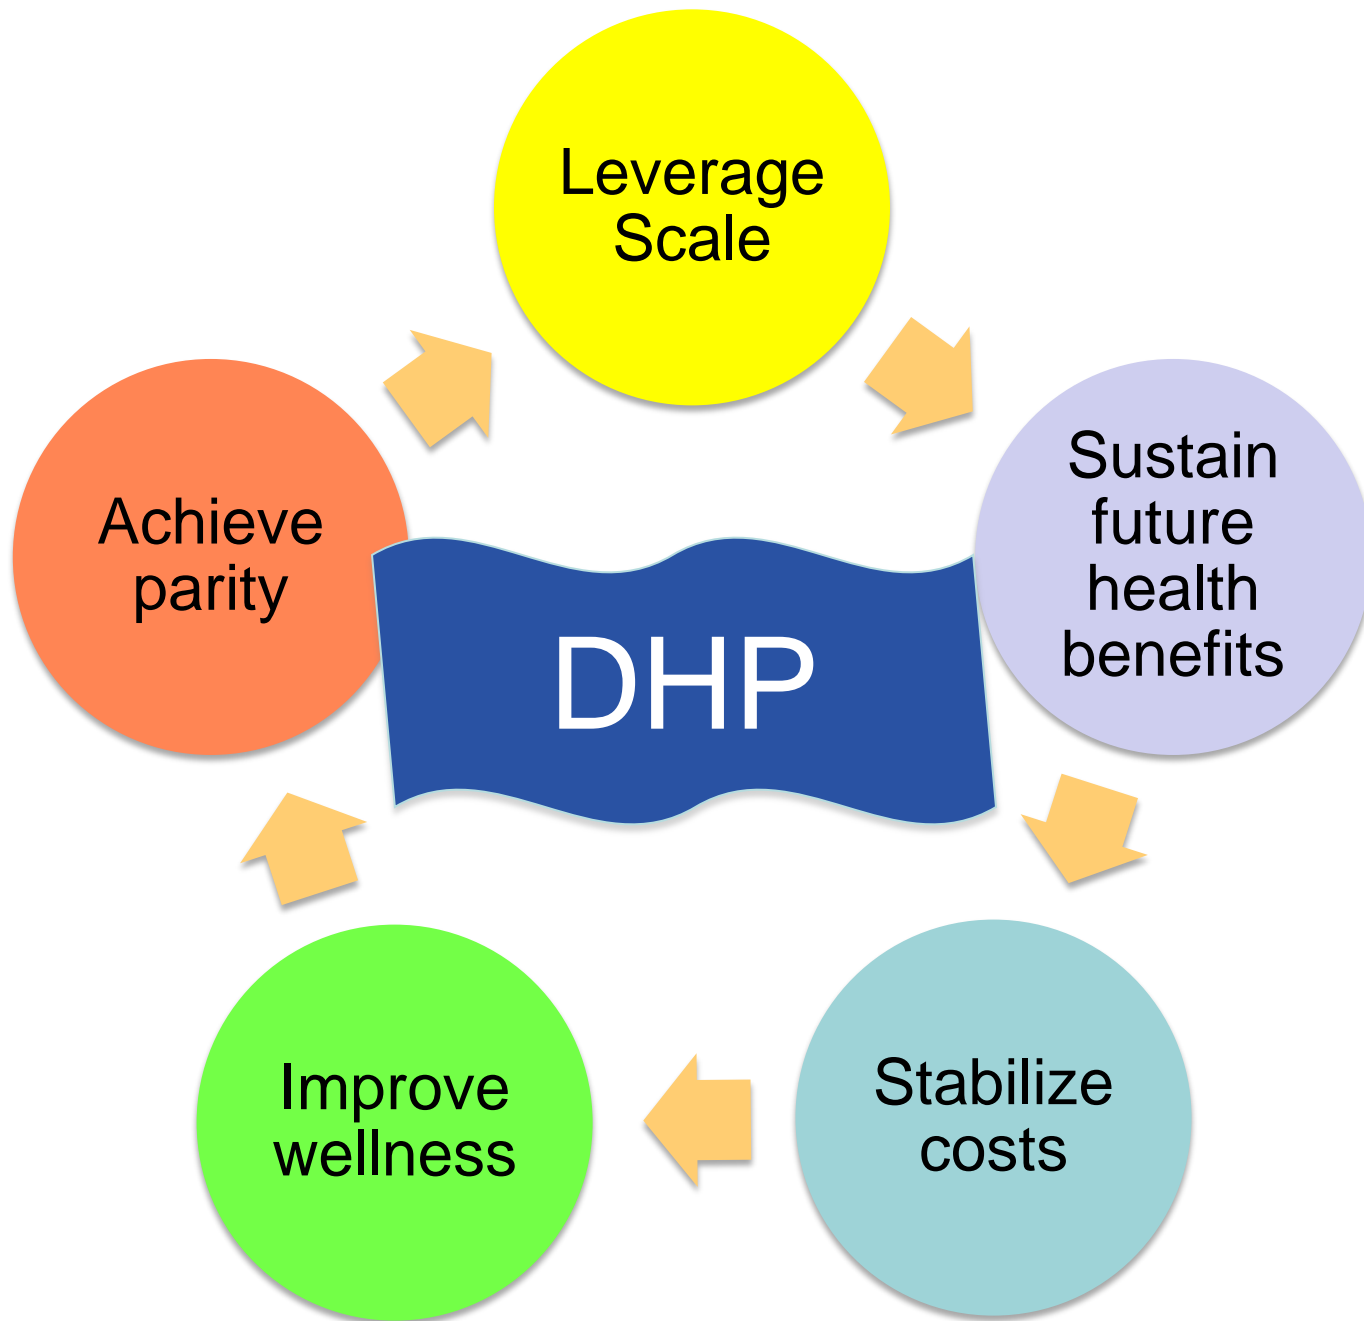 Leverage
Scale
Sustain
future
health
benefits
Stabilize
costs
Improve
wellness
Achieve
parity
DHP